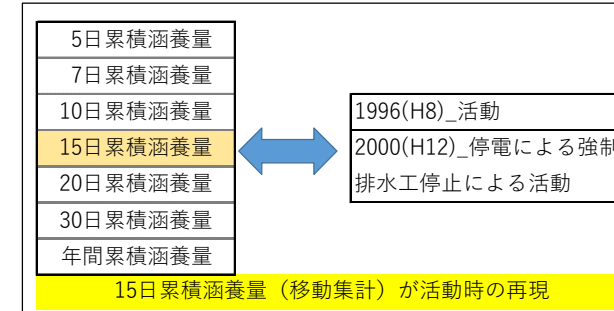 5日累積涵養量
7日累積涵養量
10日累積涵養量
15日累積涵養量
20日累積涵養量
30日累積涵養量
年間累積涵養量
1996(H8)_活動
2000(H12)_停電による強制
排水工停止による活動
15日累積涵養量（移動集計）が活動時の再現